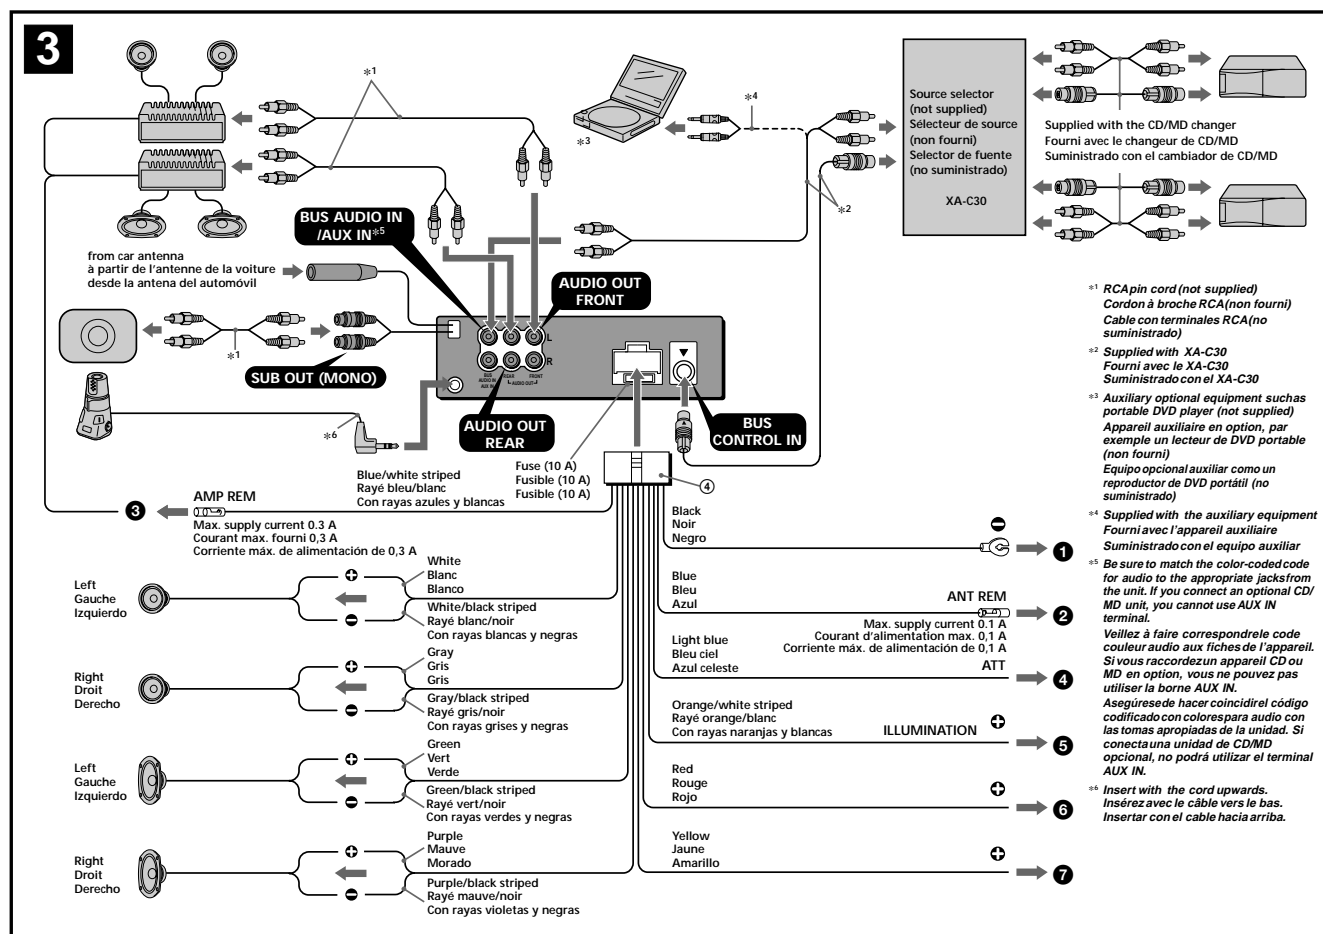 3
*1
*4
*3
*2
Source selector
(not supplied)
Sélecteur de source
(non fourni)
Selector de fuente
(no suministrado)
XA-C30
Supplied with the CD/MD changer
Fourni avec le changeur de CD/MD
Suministrado con el cambiador de CD/MD
BUS AUDIO IN
/AUX IN*5
from car antenna
à partir de l'antenne de la voiture
desde la antena del automóvil
AUDIO OUT
FRONT
L
R
BUS
AUDIO IN
AUX IN
REAR
FRONT
AUDIO OUT
*1
SUB OUT (MONO)
*6
AUDIO OUT
REAR
BUS
CONTROL IN
Fuse (10 A)
Fusible (10 A)
Fusible (10 A)
4
Blue/white striped
Rayé bleu/blanc
Con rayas azules y blancas
AMP REM
3
Max. supply current 0.3 A
Courant max. fourni 0,3 A
Corriente máx. de alimentación de 0,3 A
Left
Gauche
Izquierdo
+
−
White
Blanc
Blanco
White/black striped
Rayé blanc/noir
Con rayas blancas y negras
Right
Droit
Derecho
+
−
Gray
Gris
Gris
Gray/black striped
Rayé gris/noir
Con rayas grises y negras
Left
Gauche
Izquierdo
+
−
Green
Vert
Verde
Green/black striped
Rayé vert/noir
Con rayas verdes y negras
Right
Droit
Derecho
+
−
Purple
Mauve
Morado
Purple/black striped
Rayé mauve/noir
Con rayas violetas y negras
Black
Noir
Negro
−
1
Blue
Bleu
Azul
ANT REM
2
Max. supply current 0.1 A
Courant d'alimentation max. 0,1 A
Corriente máx. de alimentación de 0,1 A
Light blue
Bleu ciel
Azul celeste
ATT
4
Orange/white striped
Rayé orange/blanc
Con rayas naranjas y blancas
ILLUMINATION
+
5
Red
Rouge
Rojo
+
6
Yellow
Jaune
Amarillo
+
7
*1 RCA pin cord (not supplied)
Cordon à broche RCA (non fourni)
Cable con terminales RCA (no
suministrado)
*2 Supplied with XA-C30
Fourni avec le XA-C30
Suministrado con el XA-C30
*3 Auxiliary optional equipment such as
portable DVD player (not supplied)
Appareil auxiliaire en option, par
exemple un lecteur de DVD portable
(non fourni)
Equipo opcional auxiliar como un
reproductor de DVD portátil (no
suministrado)
*4 Supplied with the auxiliary equipment
Fourni avec l'appareil auxiliaire
Suministrado con el equipo auxiliar
*5 Be sure to match the color-coded code
for audio to the appropriate jacks from
the unit. If you connect an optional CD/
MD unit, you cannot use AUX IN
terminal.
Veillez à faire correspondre le code
couleur audio aux fiches de l'appareil.
Si vous raccordez un appareil CD ou
MD en option, vous ne pouvez pas
utiliser la borne AUX IN.
Asegúrese de hacer coincidir el código
codificado con colores para audio con
las tomas apropiadas de la unidad. Si
conecta una unidad de CD/MD
opcional, no podrá utilizar el terminal
AUX IN.
*6 Insert with the cord upwards.
Insérez avec le câble vers le bas.
Insertar con el cable hacia arriba.